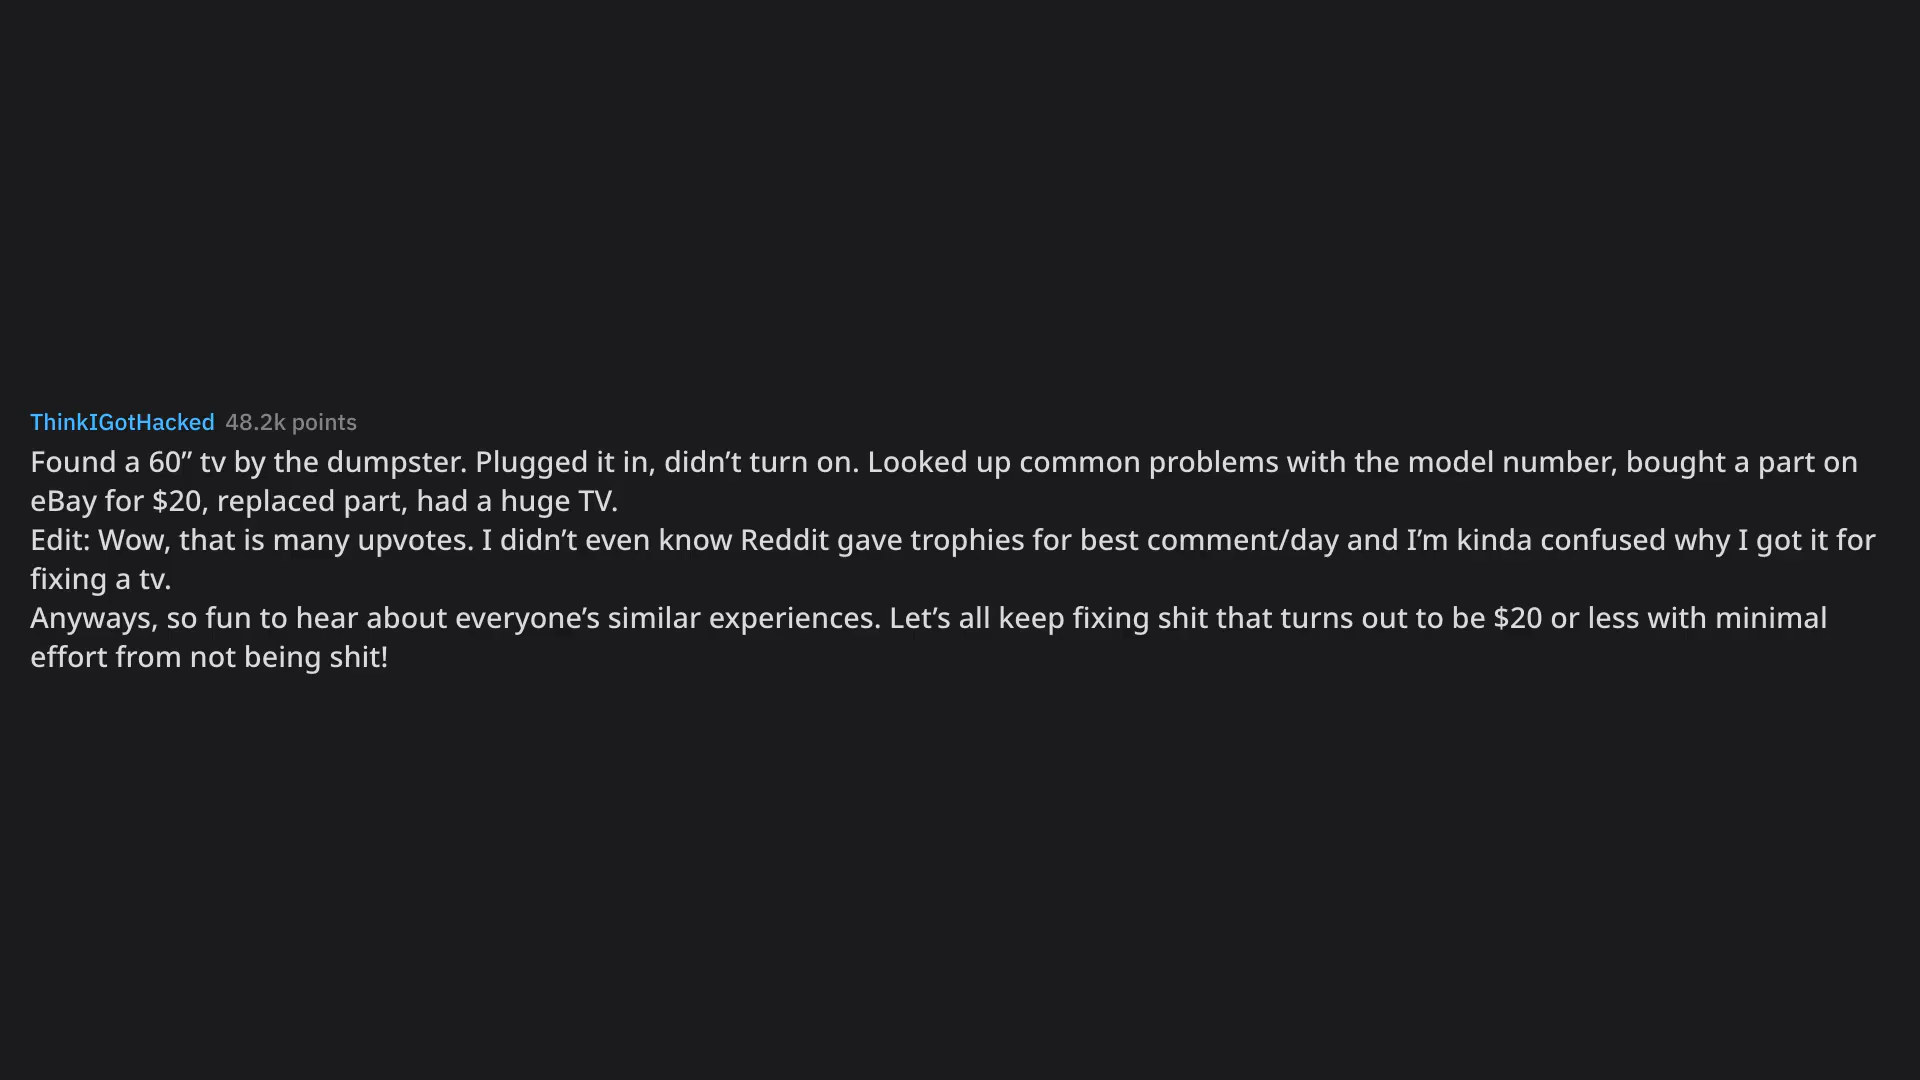 ThinkIGotHacked 48.2k points
Found a 60” tv by the dumpster. Plugged it in, didn’t turn on. Looked up common problems with the model number, bought a part on
eBay for $20, replaced part, had a huge TV.
Edit: Wow, that is many upvotes. I didn’t even know Reddit gave trophies for best comment/day and I’m kinda confused why I got it for
fixing a tv.
Anyways, so fun to hear about everyone’s similar experiences. Let’s all keep fixing shit that turns out to be $20 or less with minimal
effort from not being shit!